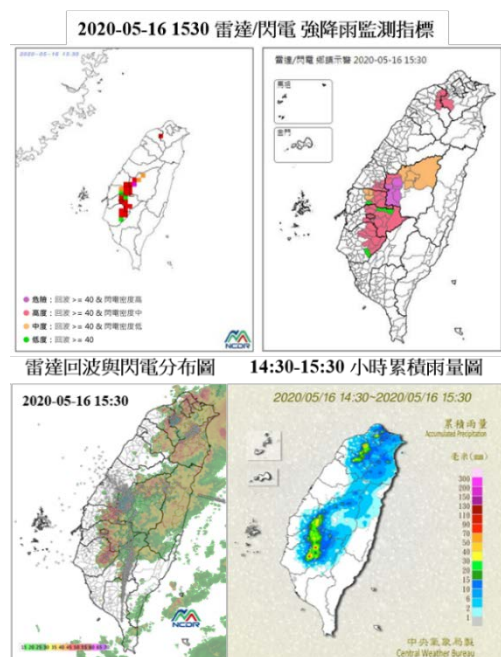 2020-05-16 1530 雷達/閃電 強降雨監測指標
2020-05-16 15:30
雷達/閃電 鄉鎮示警 2020-05-16 15:30
馬祖
金門
危險：回波 >= 40 & 閃電密度高
高度：回波 >= 40 & 閃電密度中
中度：回波 >= 40 & 閃電密度低
低度：回波 >= 40
NCDR
NCDR
雷達回波與閃電分布圖
14:30-15:30 小時累積雨量圖
2020-05-16 15:30
2020/05/16 14:30~2020/05/16 15:30
累積雨量
Accumulated Precipitation
毫米(mm)
300
200
150
130
110
90
70
50
40
30
20
15
10
6
2
1
NCDR
中央氣象局製
Central Weather Bureau